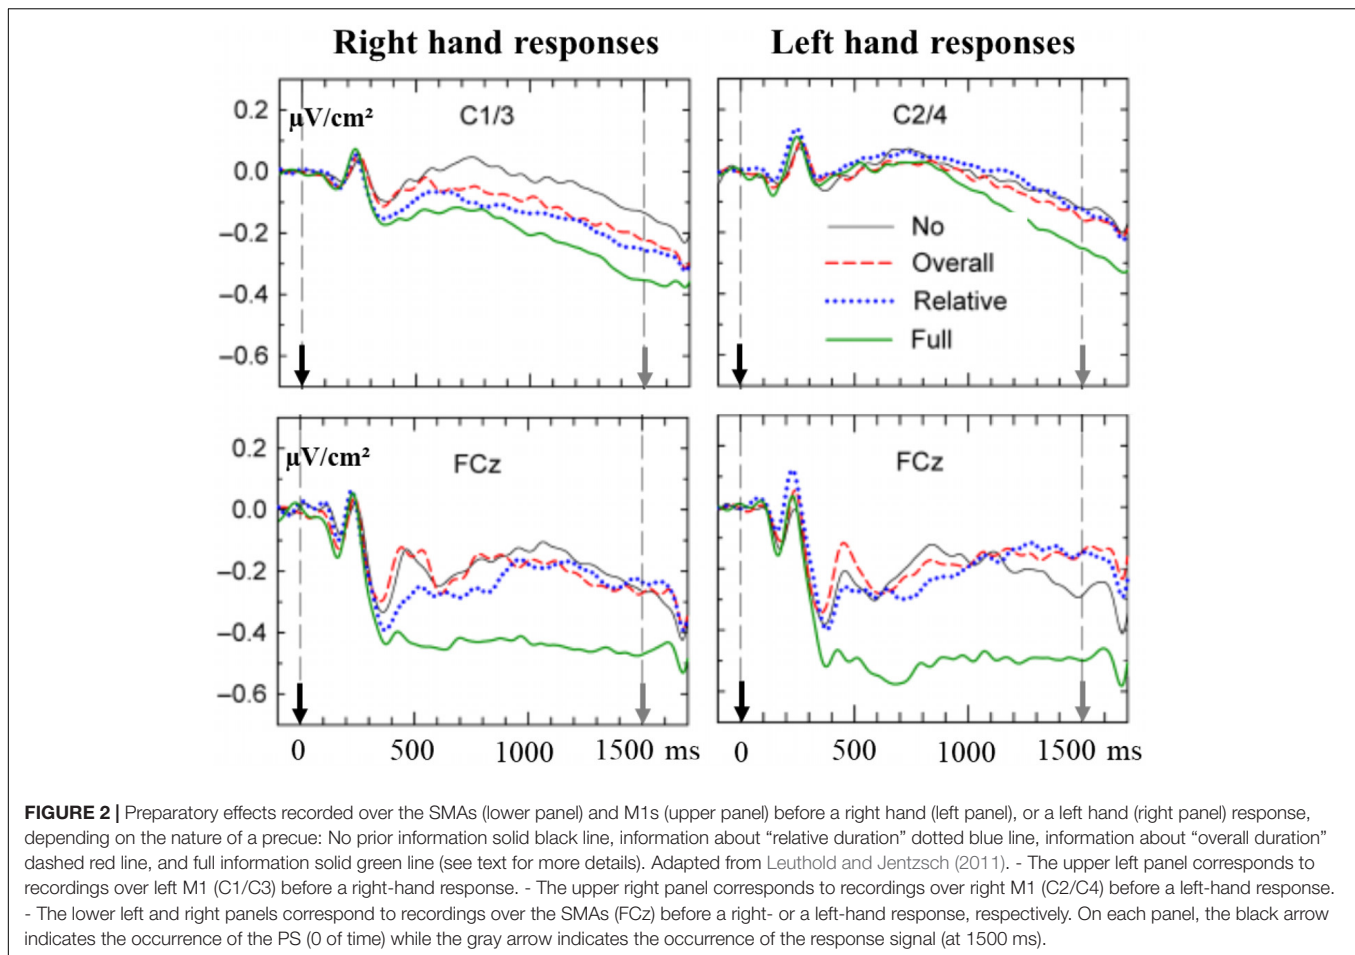 Right hand responses
Left hand responses
μV/cm²
C1/3
C2/4
0.2
0.0
−0.2
−0.4
−0.6
No
Overall
Relative
Full
μV/cm²
FCz
FCz
0.2
0.0
−0.2
−0.4
−0.6
0 500 1000 1500 ms
0 500 1000 1500 ms
FIGURE 2 | Preparatory effects recorded over the SMAs (lower panel) and M1s (upper panel) before a right hand (left panel), or a left hand (right panel) response,
depending on the nature of a precue: No prior information solid black line, information about “relative duration” dotted blue line, information about “overall duration”
dashed red line, and full information solid green line (see text for more details). Adapted from Leuthold and Jentzsch (2011). - The upper left panel corresponds to
recordings over left M1 (C1/C3) before a right-hand response. - The upper right panel corresponds to recordings over right M1 (C2/C4) before a left-hand response.
- The lower left and right panels correspond to recordings over the SMAs (FCz) before a right- or a left-hand response, respectively. On each panel, the black arrow
indicates the occurrence of the PS (0 of time) while the gray arrow indicates the occurrence of the response signal (at 1500 ms).